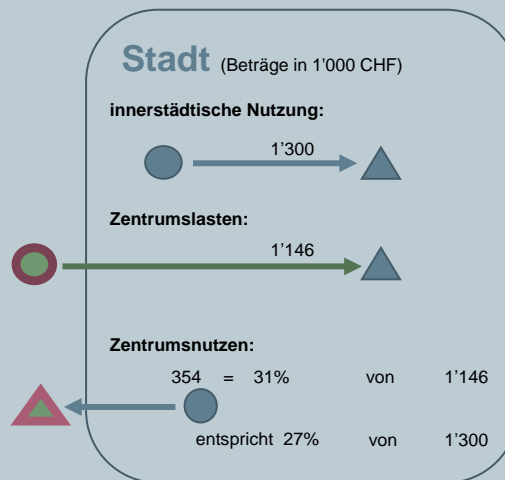 Stadt (Beträge in 1'000 CHF)
innerstädtische Nutzung:
1’300
Zentrumslasten:
1’146
Zentrumsnutzen:
354 = 31% von 1’146
entspricht 27% von 1’300